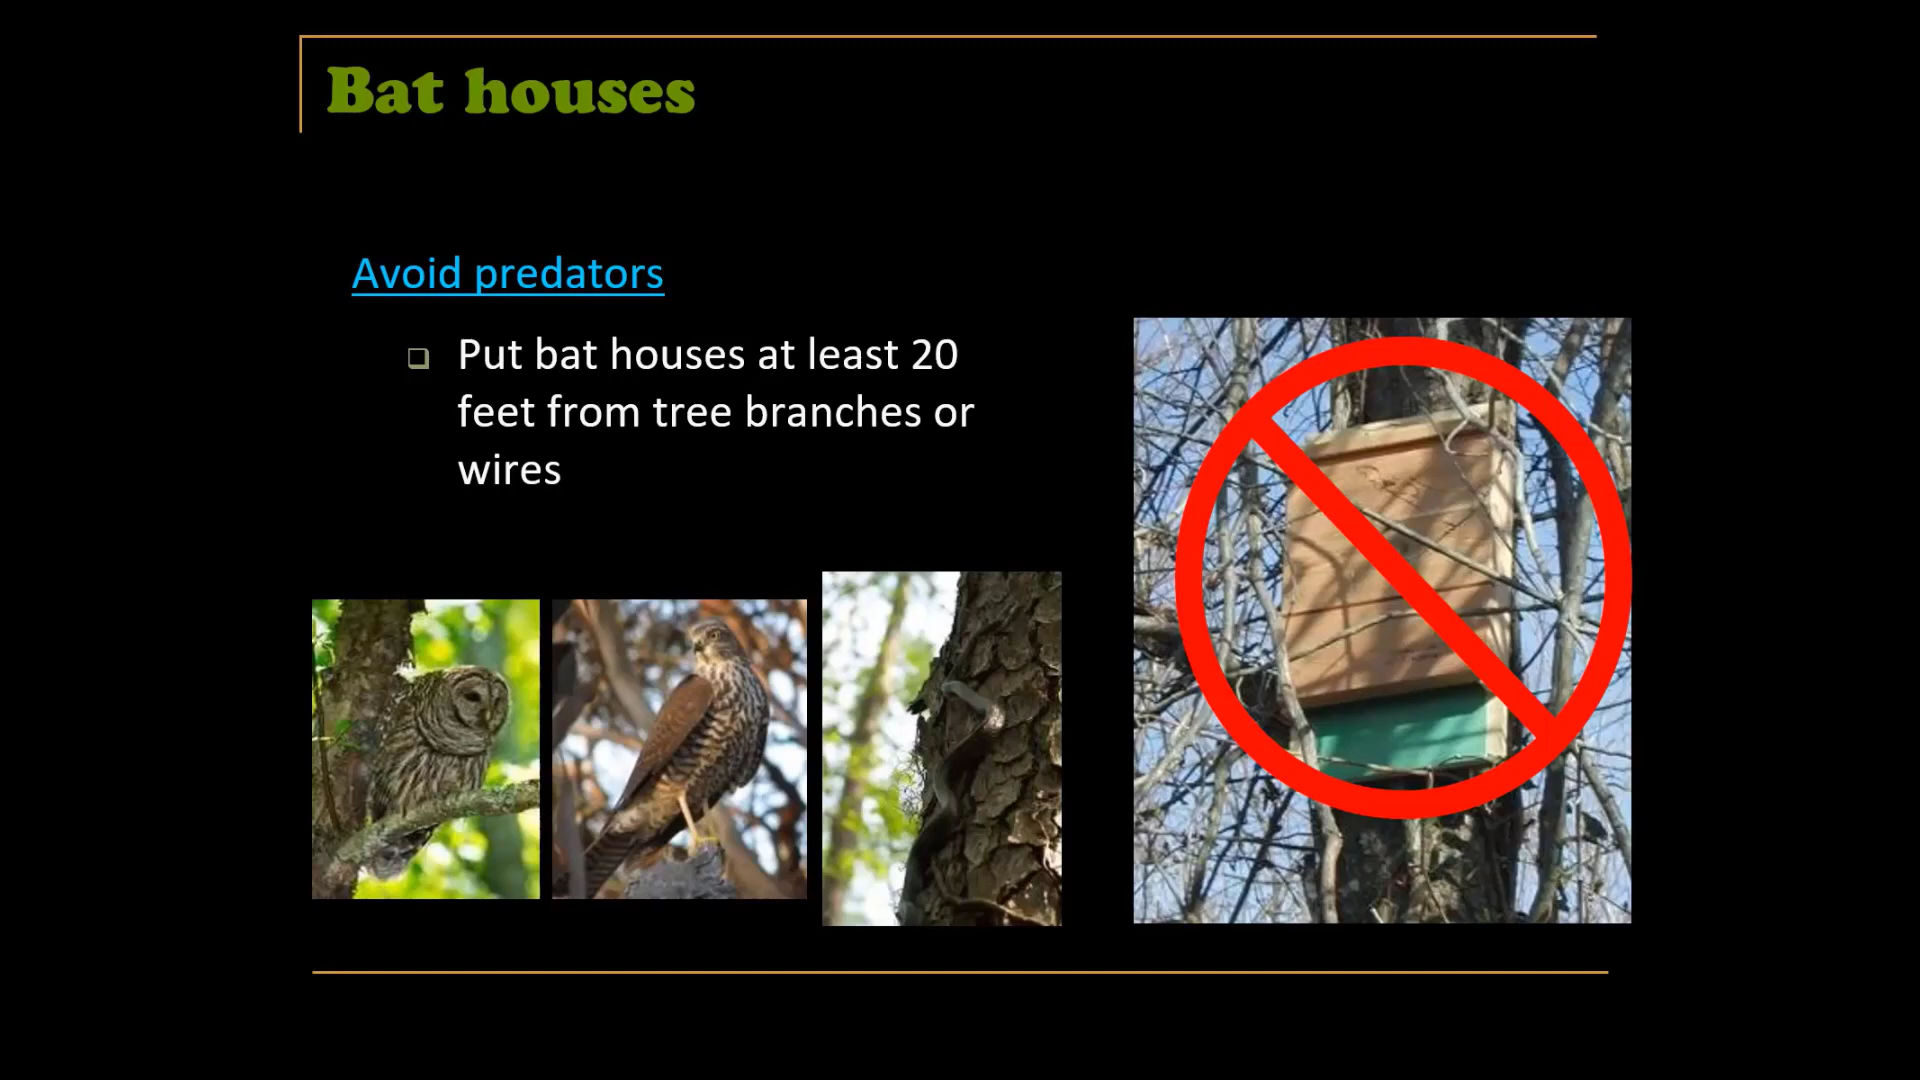 Bat houses
Avoid predators
Put bat houses at least 20
feet from tree branches or
wires